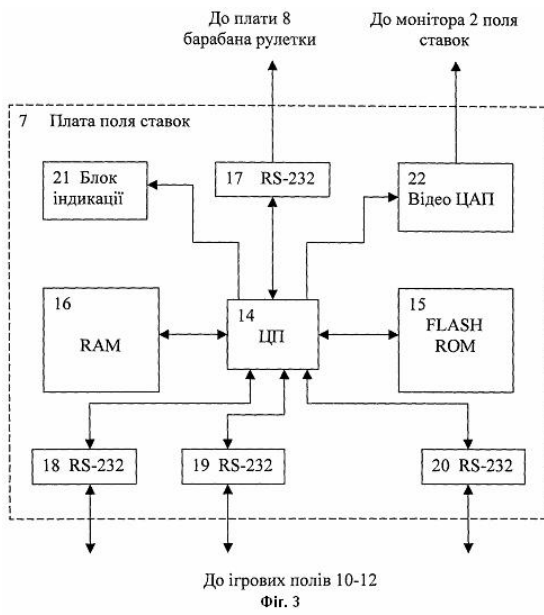 До плати 8
барабана рулетки
До монітора 2 поля
ставок
7 Плата поля ставок
21 Блок
індикації
17 RS-232
22
Відео ЦАП
16
RAM
14
ЦП
15
FLASH
ROM
18 RS-232
19 RS-232
20 RS-232
До ігрових полів 10-12
Фіг. 3